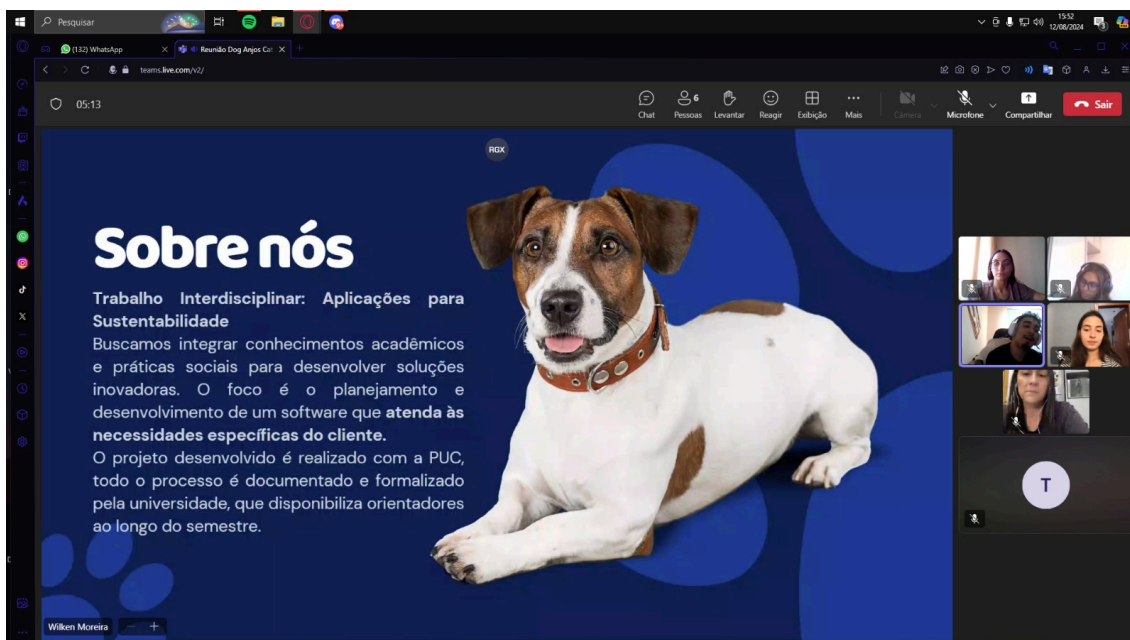 Pesquisar
15:52
12/08/2024
(132) WhatsApp
Reunião Dog Anjos Cat
teams.live.com/v2/
05:13
6
Chat
Pessoas
Levantar
Reagir
Exibição
Mais
Câmera
Microfone
Compartilhar
Sair
RGX
Sobre nós
Trabalho Interdisciplinar: Aplicações para
Sustentabilidade
Buscamos integrar conhecimentos acadêmicos
e práticas sociais para desenvolver soluções
inovadoras. O foco é o planejamento e
desenvolvimento de um software que atenda às
necessidades específicas do cliente.
O projeto desenvolvido é realizado com a PUC,
todo o processo é documentado e formalizado
pela universidade, que disponibiliza orientadores
ao longo do semestre.
T
Wilken Moreira